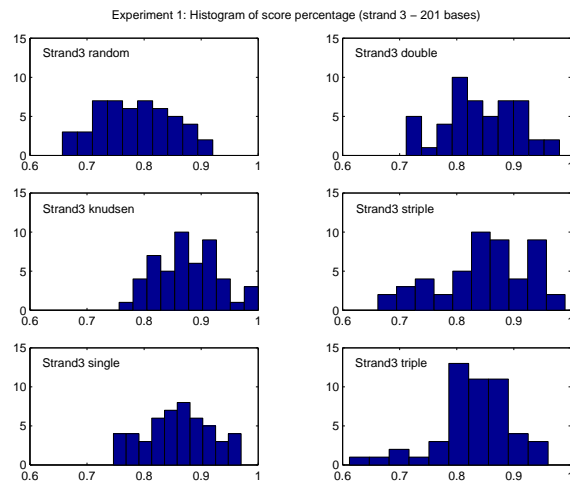 Experiment 1: Histogram of score percentage (strand 3 − 201 bases)
15
10
5
0
Strand3 random
0.6 0.7 0.8 0.9 1
15
10
5
0
Strand3 double
0.6 0.7 0.8 0.9 1
15
10
5
0
Strand3 knudsen
0.6 0.7 0.8 0.9 1
15
10
5
0
Strand3 striple
0.6 0.7 0.8 0.9 1
15
10
5
0
Strand3 single
0.6 0.7 0.8 0.9 1
15
10
5
0
Strand3 triple
0.6 0.7 0.8 0.9 1